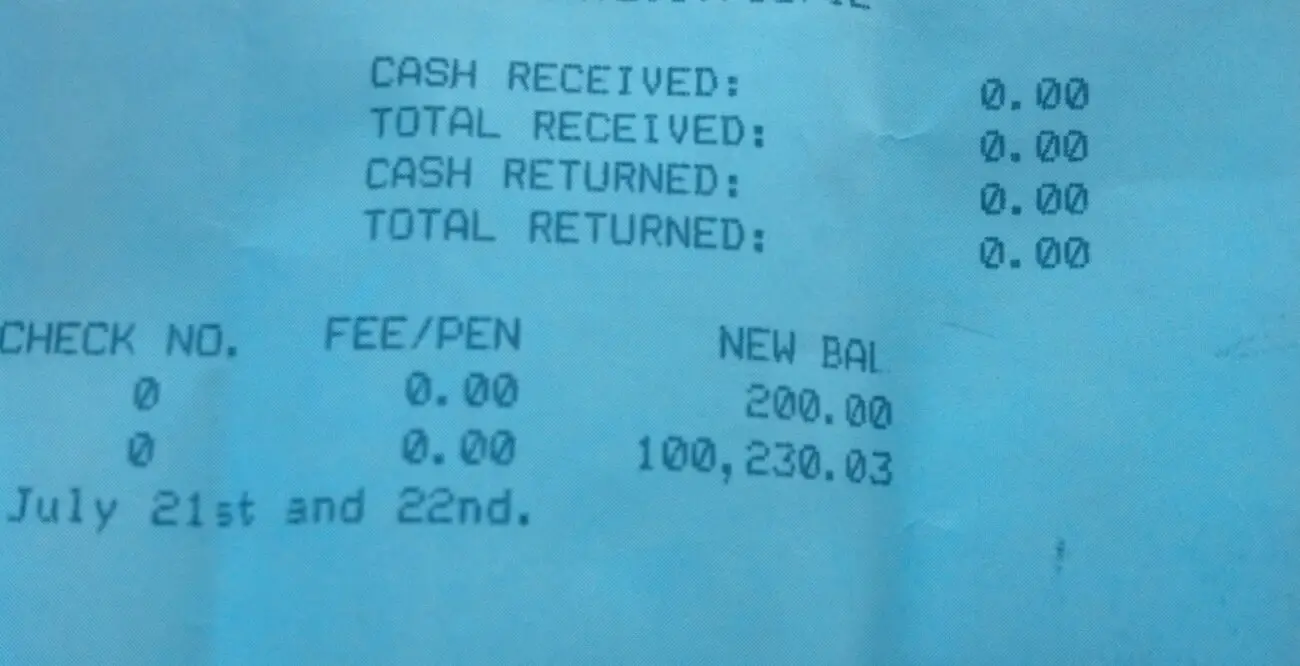 CASH RECEIVED: 0.00
TOTAL RECEIVED: 0.00
CASH RETURNED: 0.00
TOTAL RETURNED: 0.00
CHECK NO. FEE/PEN NEW BAL
0 0.00 200.00
0 0.00 100,230.03
July 21st and 22nd.